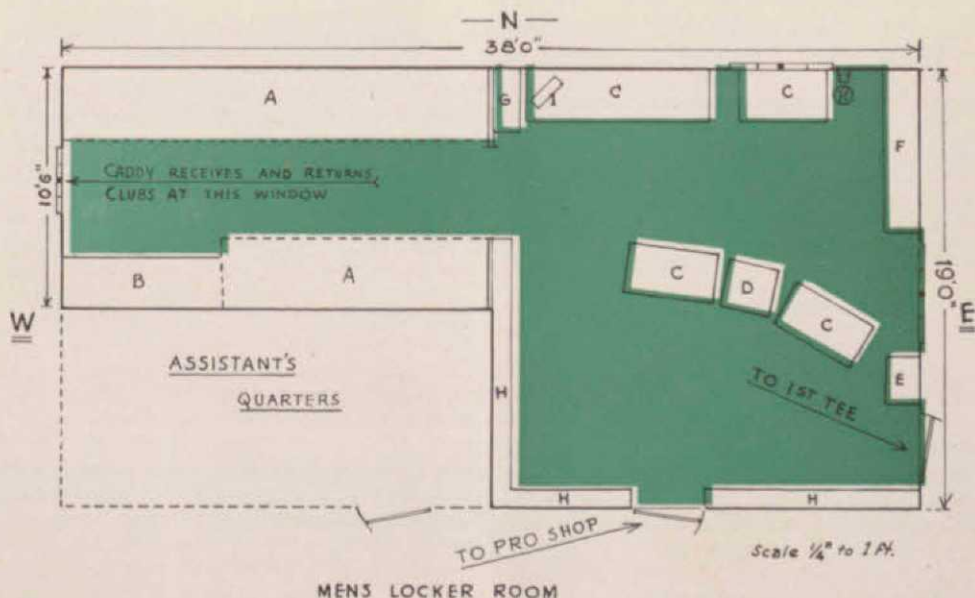 N
38'0"
A
G
1
C
C
F
10'6"
CADDY RECEIVES AND RETURNS
CLUBS AT THIS WINDOW
19'0"
C
D
C
B
A
W
E
ASSISTANT'S
QUARTERS
H
E
TO 1ST TEE
H
H
TO PRO SHOP
Scale 1/4" to 1 Ft.
MENS LOCKER ROOM